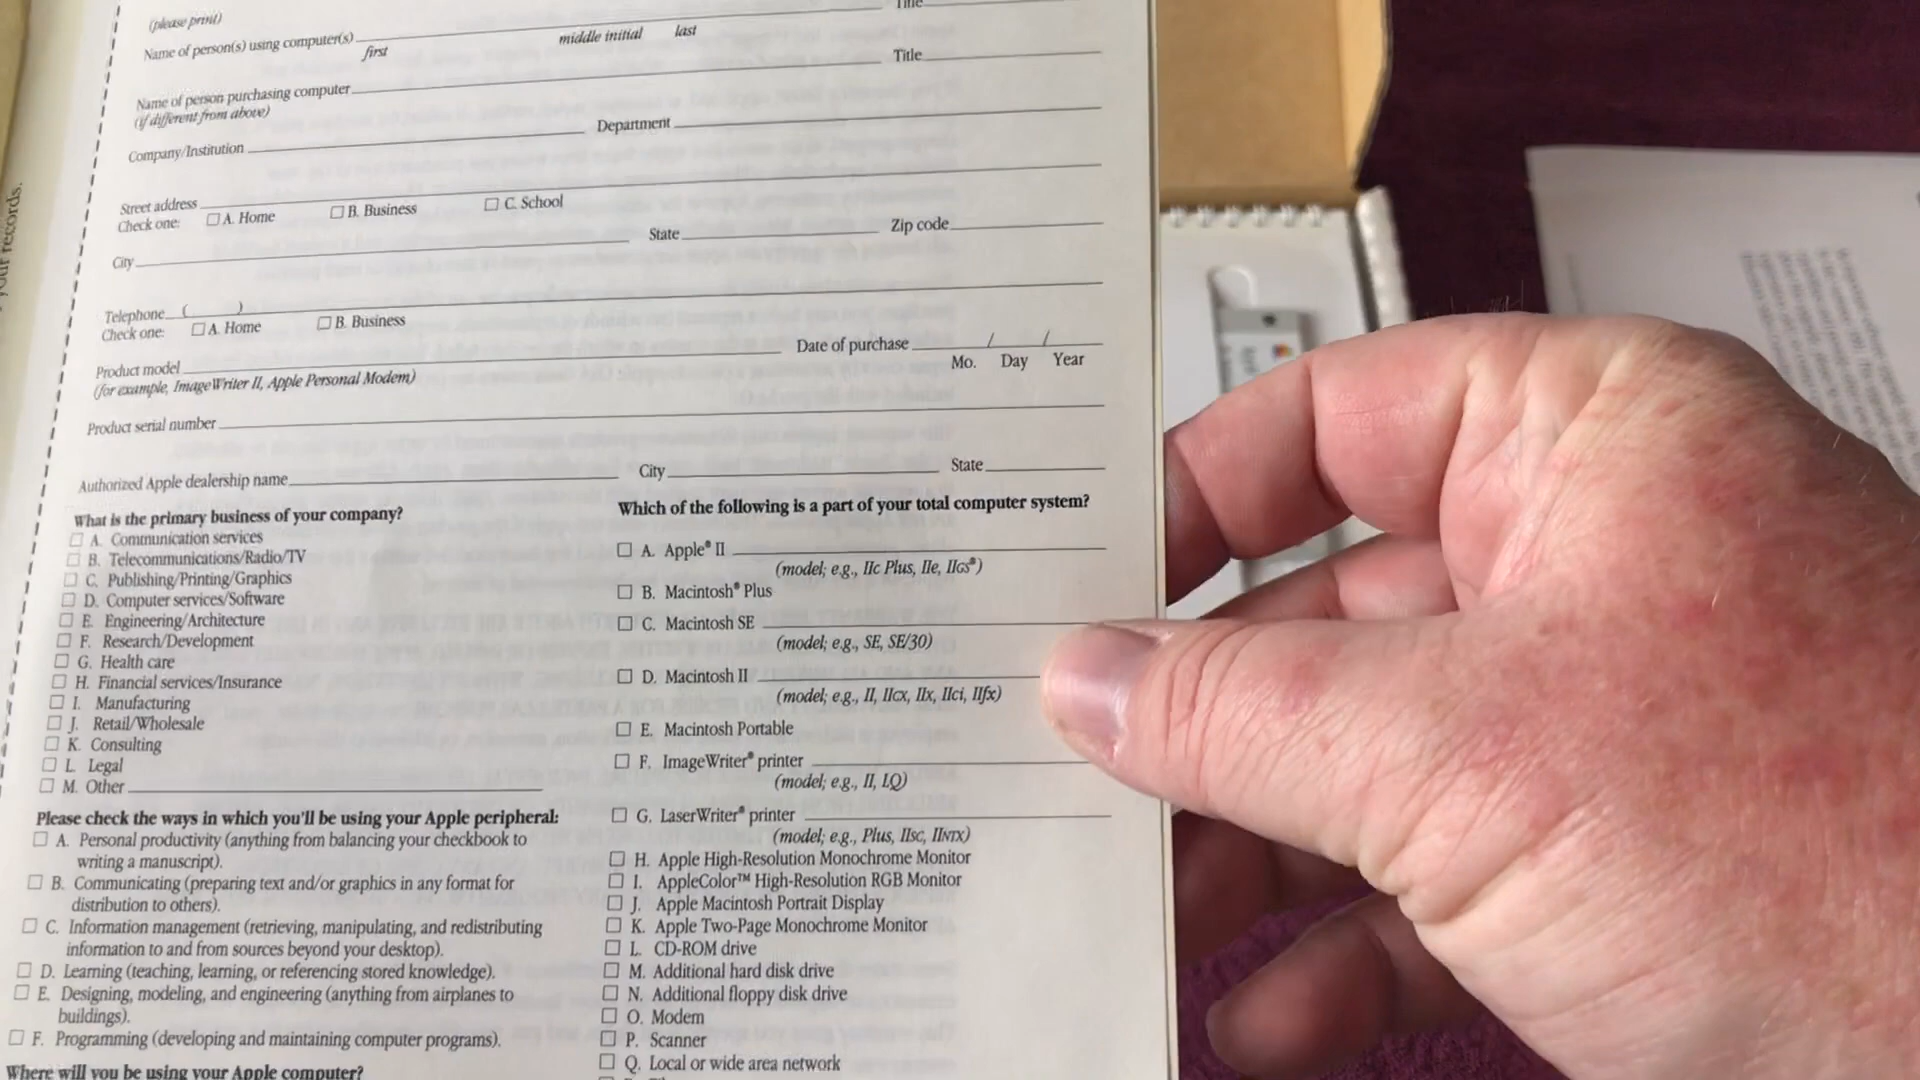 (please print)
Title
Name of person(s) using computer(s)
first middle initial last
Title
Name of person purchasing computer
(if different from above)
Department
Company/Institution
Street address
Check one: A. Home B. Business C. School
City State Zip code
Telephone ( )
Check one: A. Home B. Business
Product model Date of purchase / /
(for example, ImageWriter II, Apple Personal Modem) Mo. Day Year
Product serial number
Authorized Apple dealership name City State
What is the primary business of your company?
A. Communication services
B. Telecommunications/Radio/TV
C. Publishing/Printing/Graphics
D. Computer services/Software
E. Engineering/Architecture
F. Research/Development
G. Health care
H. Financial services/Insurance
I. Manufacturing
J. Retail/Wholesale
K. Consulting
L. Legal
M. Other
Please check the ways in which you'll be using your Apple peripheral:
A. Personal productivity (anything from balancing your checkbook to
writing a manuscript).
B. Communicating (preparing text and/or graphics in any format for
distribution to others).
C. Information management (retrieving, manipulating, and redistributing
information to and from sources beyond your desktop).
D. Learning (teaching, learning, or referencing stored knowledge).
E. Designing, modeling, and engineering (anything from airplanes to
buildings).
F. Programming (developing and maintaining computer programs).
Where will you be using your Apple computer?
Which of the following is a part of your total computer system?
A. Apple® II
(model; e.g., IIc Plus, IIe, IIGS®)
B. Macintosh® Plus
C. Macintosh SE
(model; e.g., SE, SE/30)
D. Macintosh II
(model; e.g., II, IIcx, IIx, IIci, IIfx)
E. Macintosh Portable
F. ImageWriter® printer
(model; e.g., II, LQ)
G. LaserWriter® printer
(model; e.g., Plus, IISC, IINTX)
H. Apple High-Resolution Monochrome Monitor
I. AppleColor™ High-Resolution RGB Monitor
J. Apple Macintosh Portrait Display
K. Apple Two-Page Monochrome Monitor
L. CD-ROM drive
M. Additional hard disk drive
N. Additional floppy disk drive
O. Modem
P. Scanner
Q. Local or wide area network
your records.